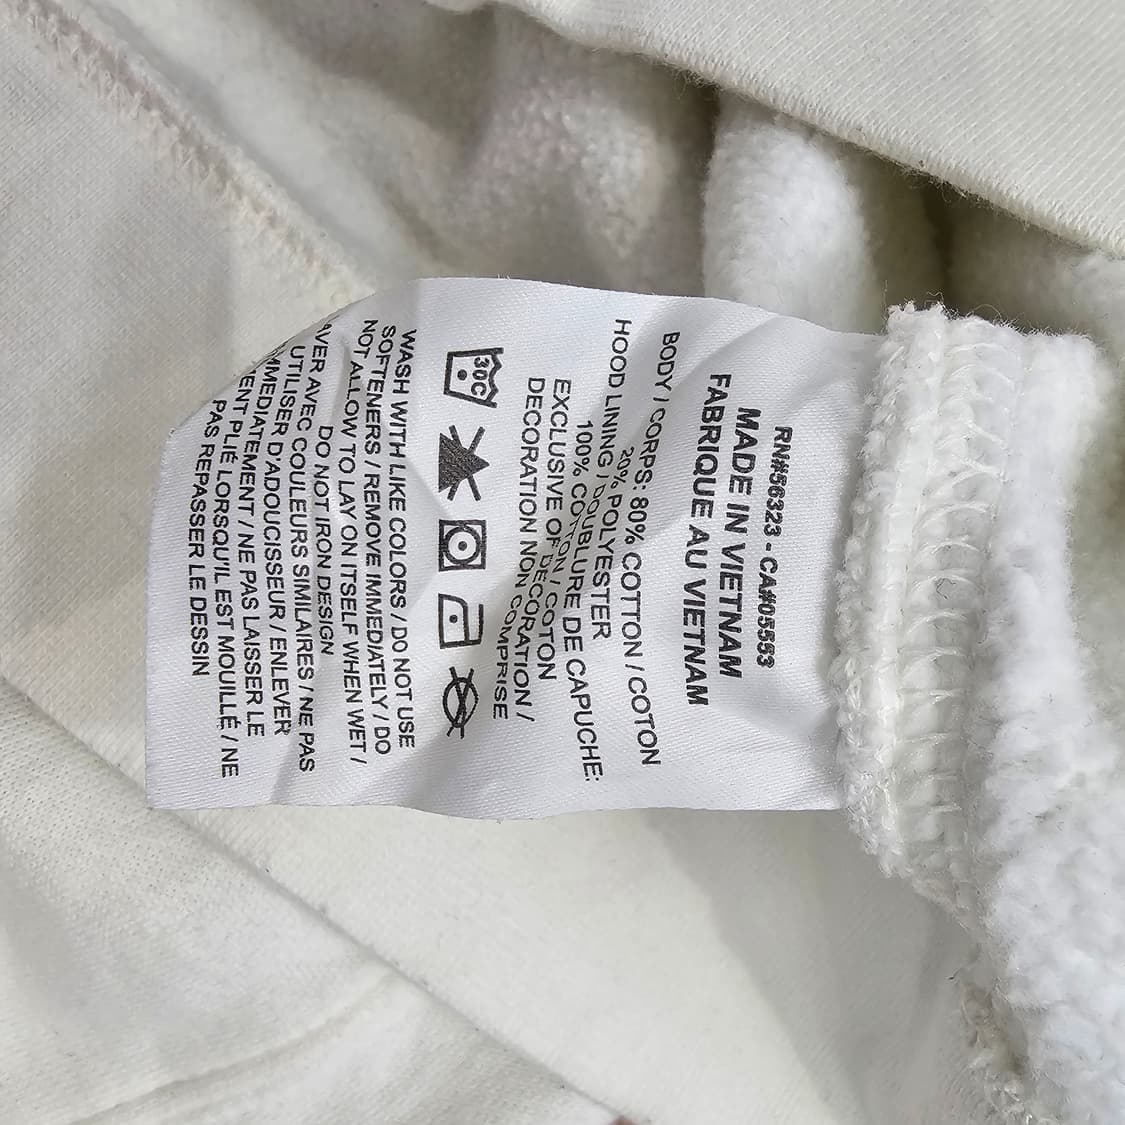 RN#56323 - CA#05553
MADE IN VIETNAM
FABRIQUE AU VIETNAM
BODY / CORPS: 80% COTTON / COTON
20% POLYESTER
HOOD LINING / DOUBLURE DE CAPUCHE:
100% COTTON / COTON
EXCLUSIVE OF DECORATION /
DECORATION NON COMPRISE
30C
WASH WITH LIKE COLORS / DO NOT USE
SOFTENERS / REMOVE IMMEDIATELY / DO
NOT ALLOW TO LAY ON ITSELF WHEN WET /
DO NOT IRON DESIGN
AVER AVEC COULEURS SIMILAIRES / NE PAS
UTILISER D'ADOUCISSEUR / ENLEVER
MMEDIATEMENT / NE PAS LAISSER LE
ENT PLIÉ LORSQU'IL EST MOUILLÉ / NE
PAS REPASSER LE DESSIN